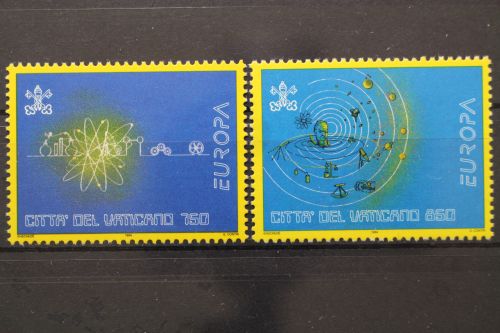 EUROPA
CITTA' DEL VATICANO 750
EUROPA
CITTA' DEL VATICANO 850